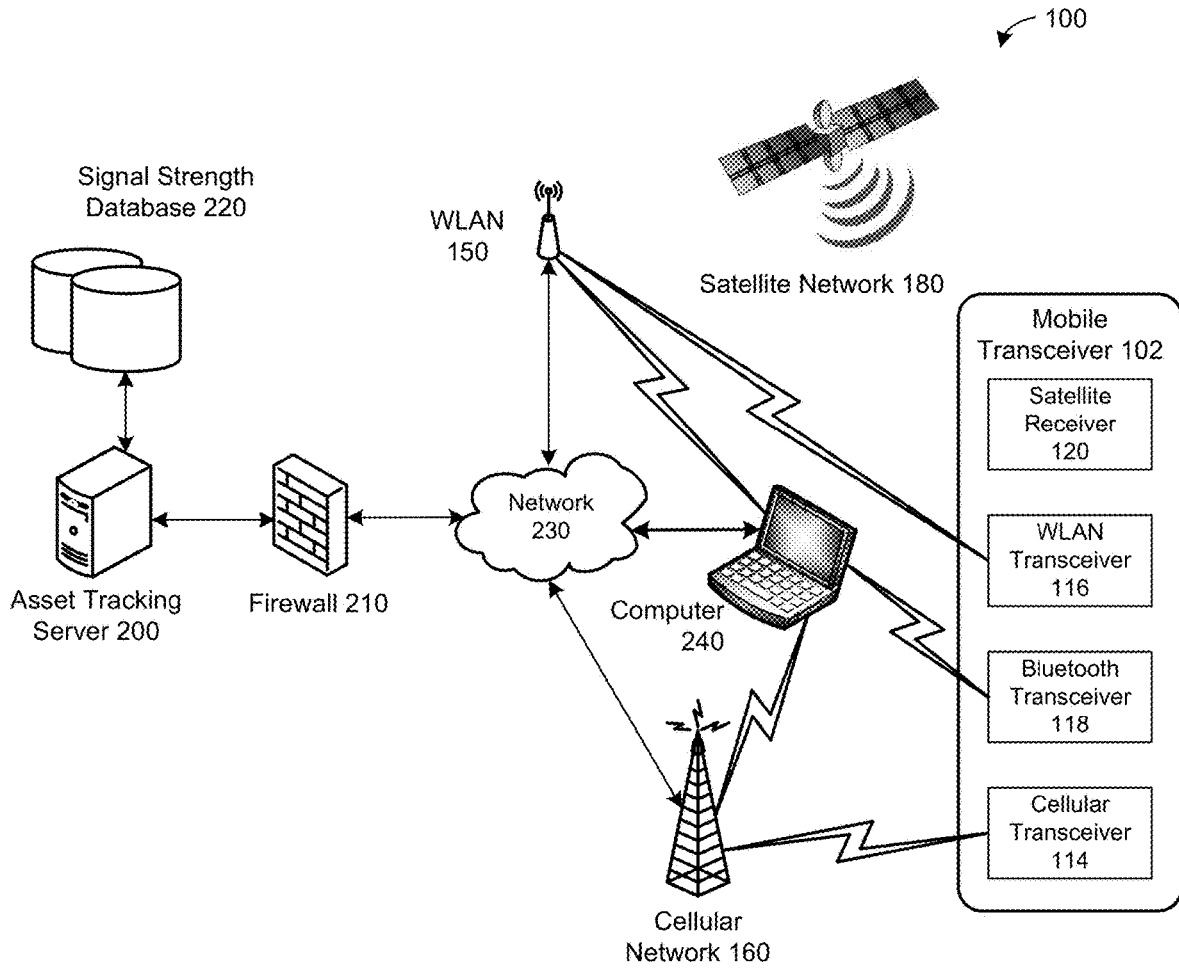 100
Signal Strength
Database 220
WLAN
150
Satellite Network 180
Mobile
Transceiver 102
Satellite
Receiver
120
Network
230
WLAN
Transceiver
116
Asset Tracking
Server 200
Firewall 210
Computer
240
Bluetooth
Transceiver
118
Cellular
Transceiver
114
Cellular
Network 160